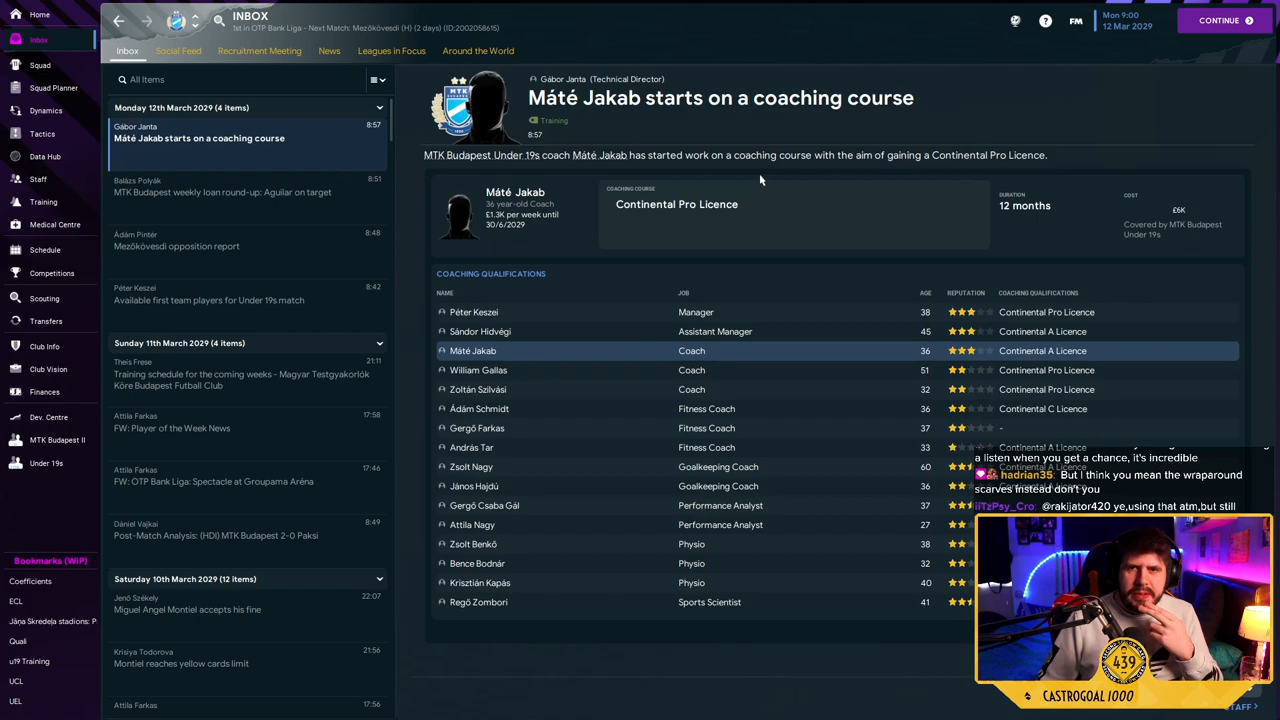 Home
INBOX
1st in OTP Bank Liga - Next Match: Mezőkövesdi (H) (2 days) (ID:2002058615)
FM
Mon 9:00
12 Mar 2029
CONTINUE
Inbox
Squad
Squad Planner
Dynamics
Tactics
Data Hub
Staff
Training
Medical Centre
Schedule
Competitions
Scouting
Transfers
Club Info
Club Vision
Finances
Dev. Centre
MTK Budapest II
Under 19s
Bookmarks (WiP)
Coefficients
ECL
Quali
u19 Training
UCL
UEL
Inbox Social Feed Recruitment Meeting News Leagues in Focus Around the World
All Items
Monday 12th March 2029 (4 items)
Gábor Janta 8:57
Máté Jakab starts on a coaching course
Balázs Polyák 8:51
MTK Budapest weekly loan round-up: Aguilar on target
Ádám Pintér 8:48
Mezőkövesdi opposition report
Péter Keszei 8:42
Available first team players for Under 19s match
Sunday 11th March 2029 (4 items)
Theis Frese 21:11
Training schedule for the coming weeks - Magyar Testgyakorlók
Köre Budapest Futball Club
Attila Farkas 17:58
FW: Player of the Week News
Attila Farkas 17:46
FW: OTP Bank Liga: Spectacle at Groupama Aréna
Dániel Vajkai 8:49
Post-Match Analysis: (HDI) MTK Budapest 2-0 Paksi
Saturday 10th March 2029 (12 items)
Jenő Székely 22:07
Miguel Angel Montiel accepts his fine
Krisiya Todorova 21:56
Montiel reaches yellow cards limit
Attila Farkas 17:56
MTK
Gábor Janta (Technical Director)
Máté Jakab starts on a coaching course
Training
8:57
MTK Budapest Under 19s coach Máté Jakab has started work on a coaching course with the aim of gaining a Continental Pro Licence.
Máté Jakab
36 year-old Coach
£1.3K per week until
30/6/2029
COACHING COURSE
Continental Pro Licence
DURATION
12 months
COST
£6K
Covered by MTK Budapest
Under 19s
COACHING QUALIFICATIONS
NAME JOB AGE REPUTATION COACHING QUALIFICATIONS
Péter Keszei Manager 38 Continental Pro Licence
Sándor Hidvégi Assistant Manager 45 Continental A Licence
Máté Jakab Coach 36 Continental A Licence
William Gallas Coach 51 Continental Pro Licence
Zoltán Szilvási Coach 32 Continental Pro Licence
Ádám Schmidt Fitness Coach 36 Continental C Licence
Gergő Farkas Fitness Coach 37 -
András Tar Fitness Coach 33 Continental A Licence
Zsolt Nagy Goalkeeping Coach 60 Continental A Licence
János Hajdú Goalkeeping Coach 36
Gergő Csaba Gál Performance Analyst 37
Attila Nagy Performance Analyst 27
Zsolt Benkő Physio 38
Bence Bodnár Physio 32
Krisztián Kapás Physio 40
Regő Zombori Sports Scientist 41
a listen when you get a chance, it's incredible
hadrian35: But I think you mean the wraparound
scarves instead don't you
iiTzPsy_Cro: @rakijator420 ye,using that atm,but still
439
CASTROGOAL 1000
STAFF >